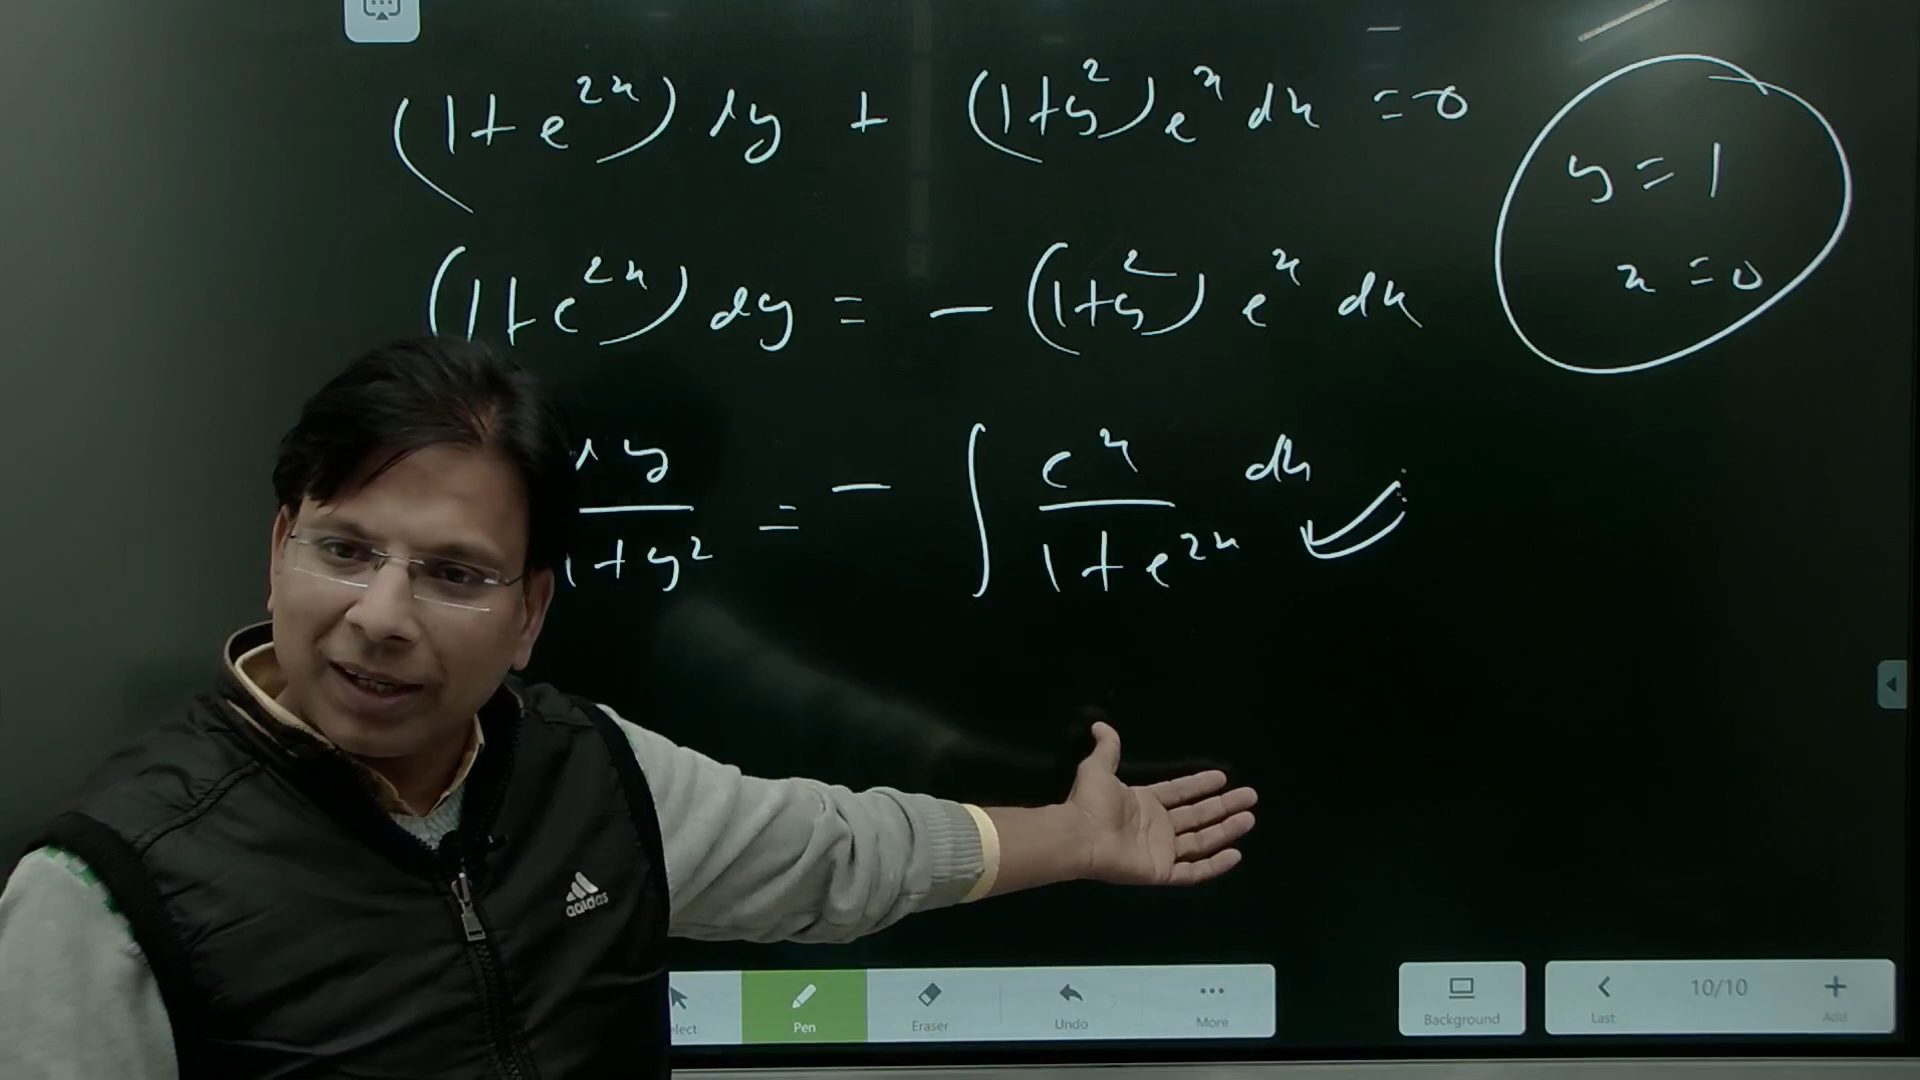 (1+e^{2x}) dy + (1+y^2) e^x dx = 0
y = 1
x = 0
(1+e^{2x}) dy = - (1+y^2) e^x dx
dy/(1+y^2) = - ∫ e^x/(1+e^{2x}) dx
adidas
Pen
Eraser
Undo
More
Background
Last
10/10
Add